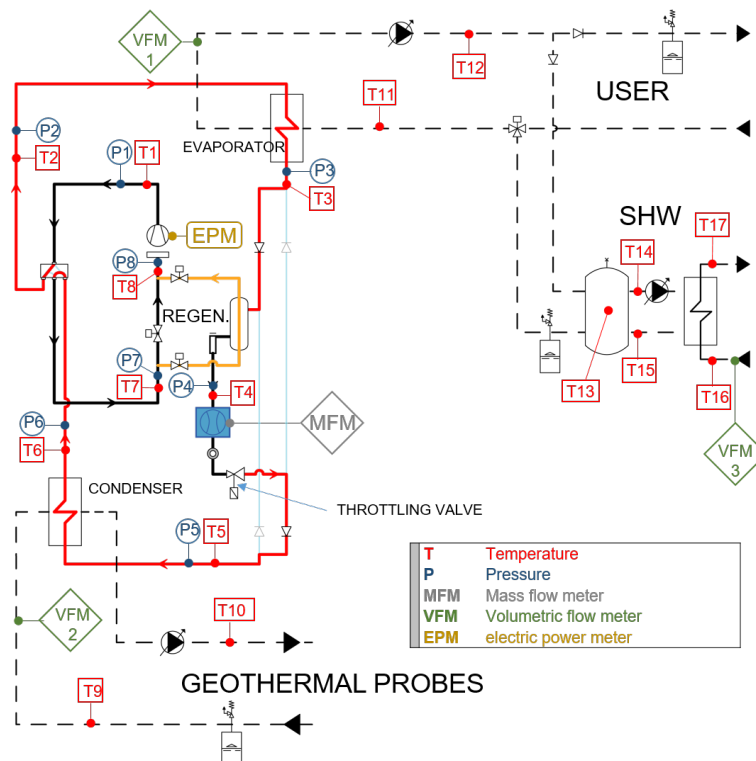 VFM
1
T12
USER
T11
P2
T2
P1
T1
EVAPORATOR
P3
T3
EPM
P8
T8
REGEN.
SHW
T17
T14
P7
T7
P4
T4
T13
T15
T16
MFM
P6
T6
VFM
3
CONDENSER
THROTTLING VALVE
P5
T5
T Temperature
P Pressure
MFM Mass flow meter
VFM Volumetric flow meter
EPM electric power meter
VFM
2
T10
T9
GEOTHERMAL PROBES